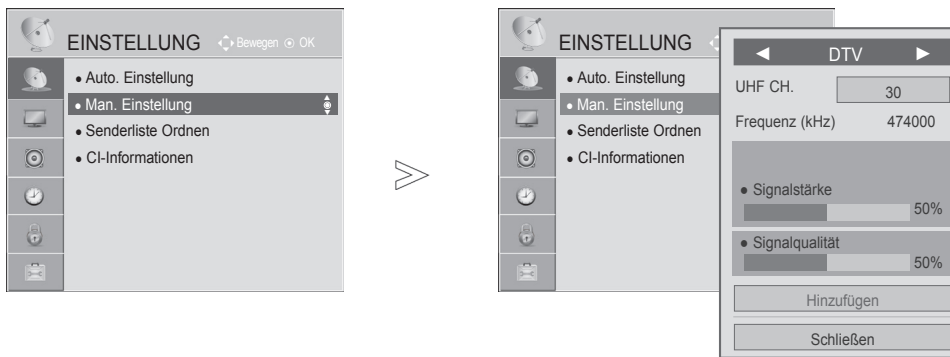 EINSTELLUNG Bewegen OK
• Auto. Einstellung
• Man. Einstellung
• Senderliste Ordnen
• CI-Informationen
EINSTELLUNG
• Auto. Einstellung
• Man. Einstellung
• Senderliste Ordnen
• CI-Informationen
◄ DTV ►
UHF CH. 30
Frequenz (kHz) 474000
• Signalstärke
50%
• Signalqualität
50%
Hinzufügen
Schließen